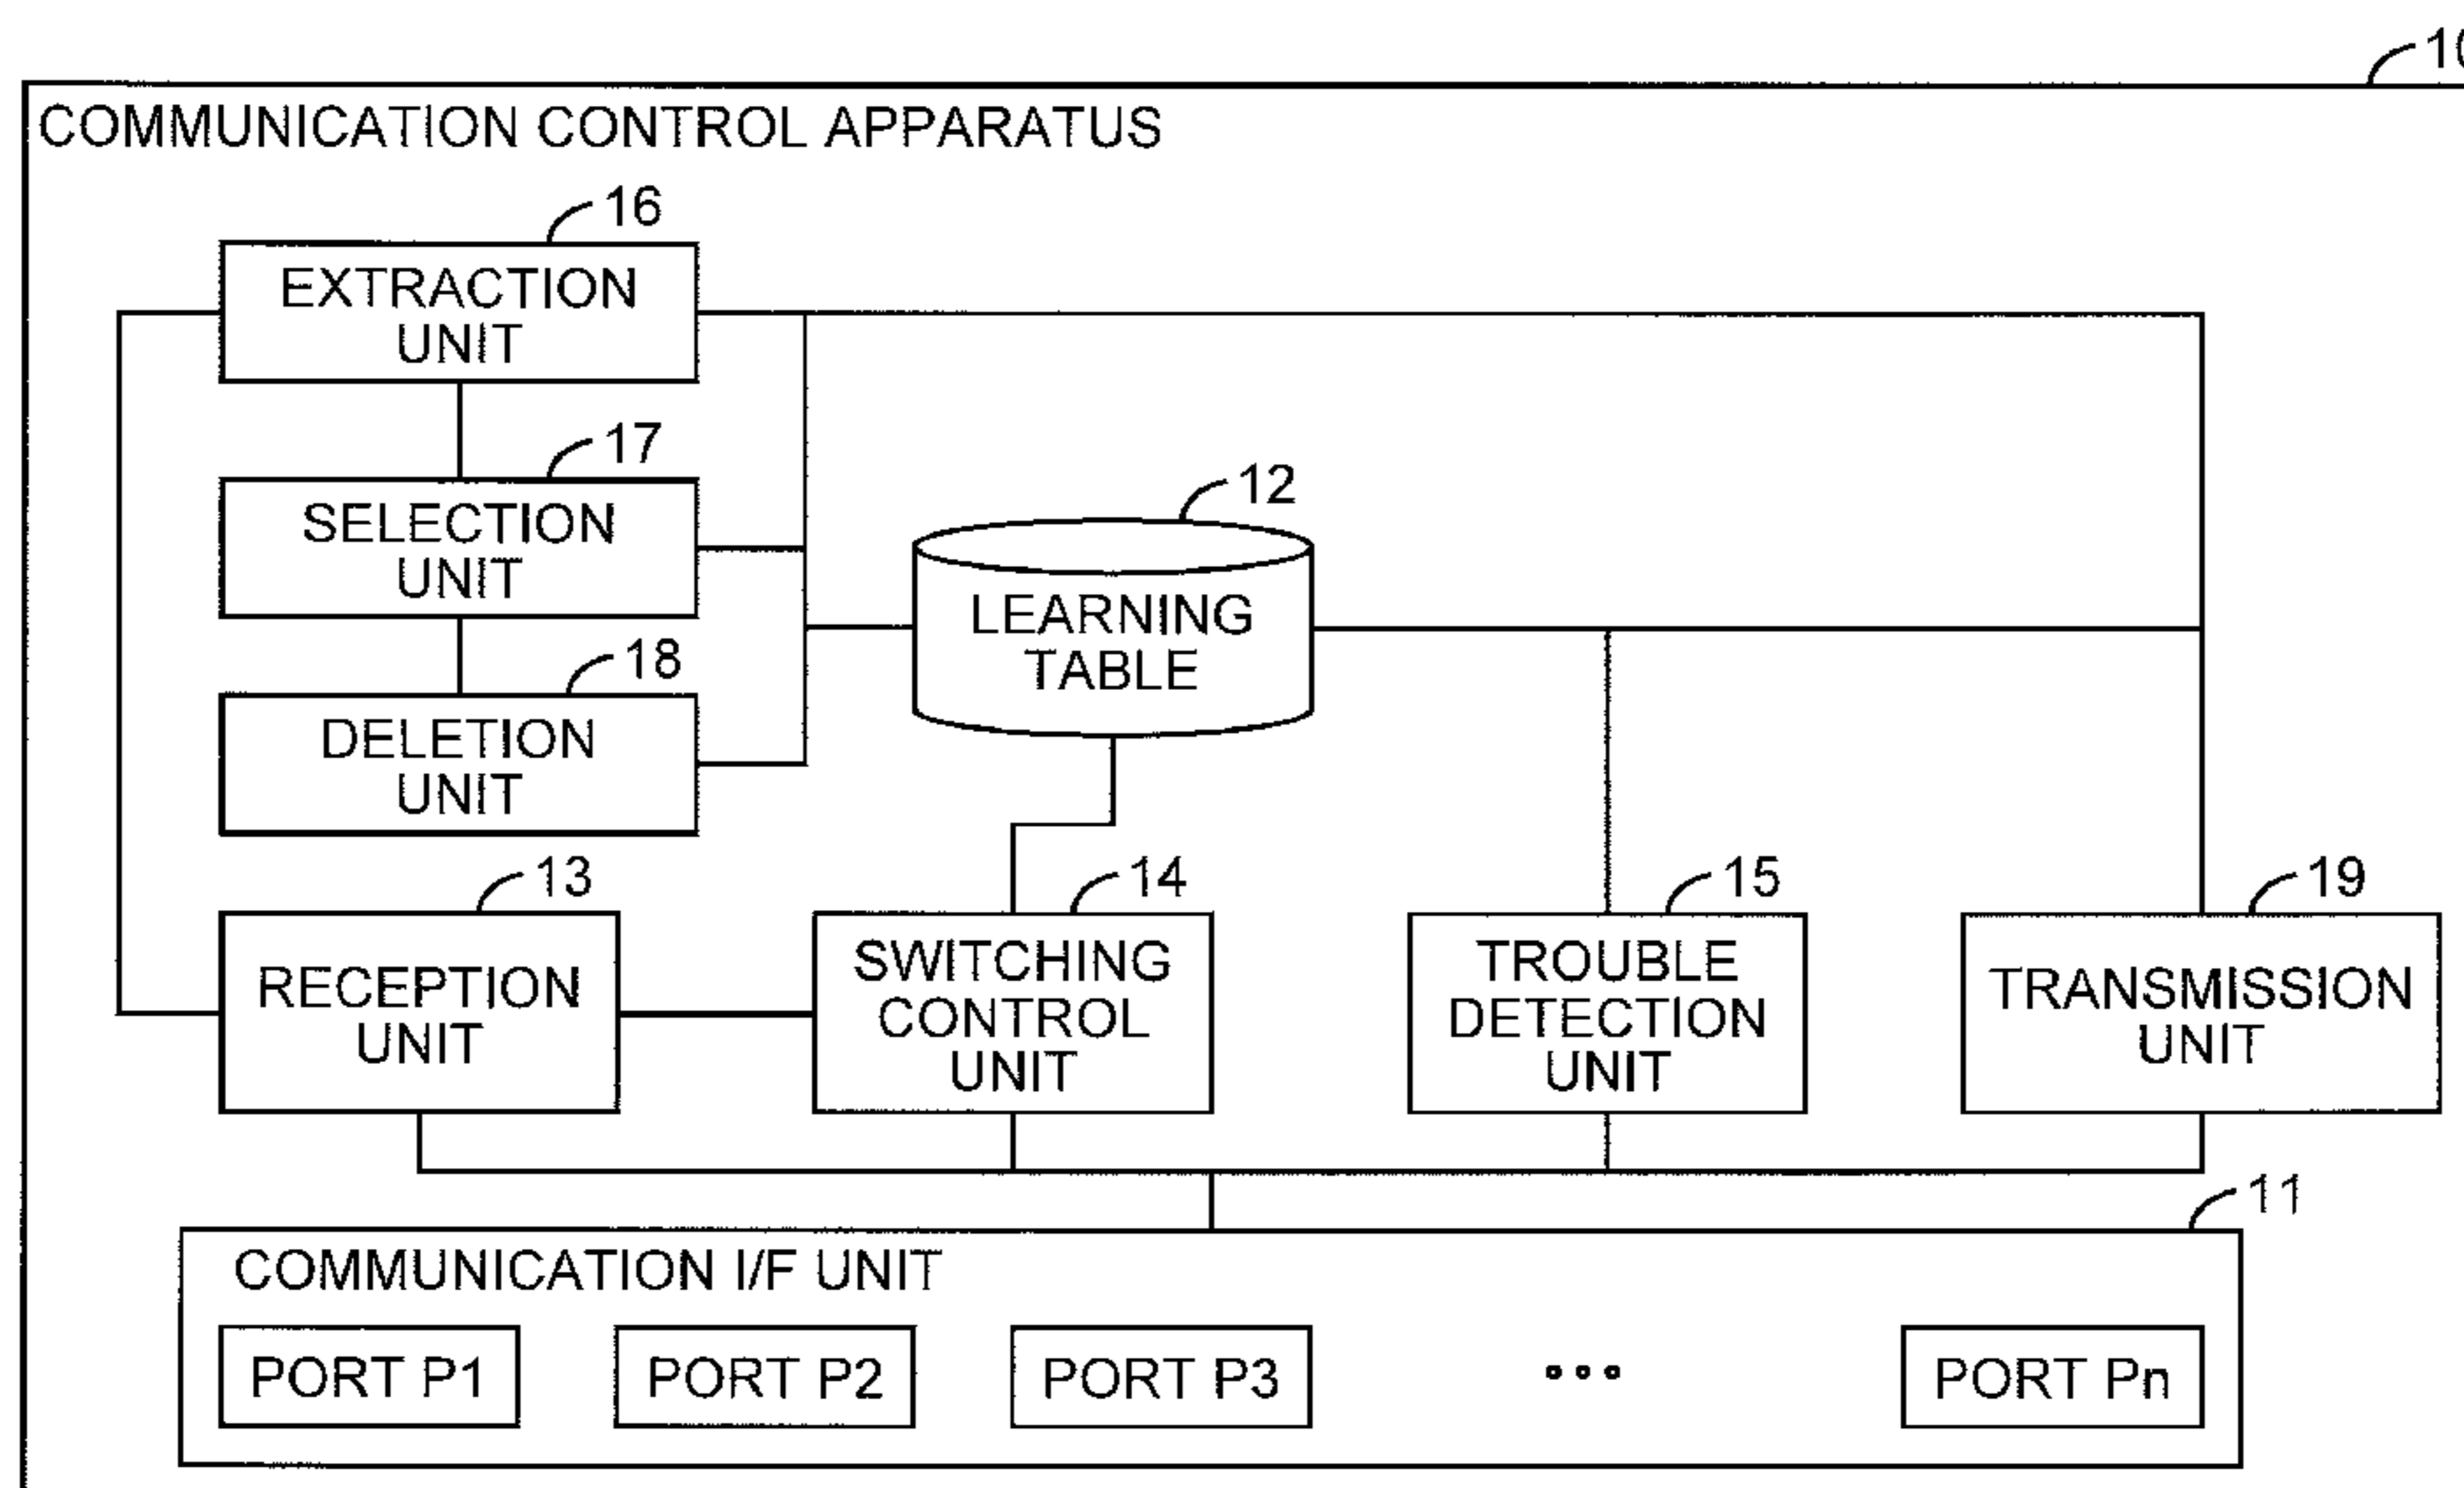 10
COMMUNICATION CONTROL APPARATUS
16
EXTRACTION
UNIT
17
SELECTION
UNIT
12
LEARNING
TABLE
18
DELETION
UNIT
13
RECEPTION
UNIT
14
SWITCHING
CONTROL
UNIT
15
TROUBLE
DETECTION
UNIT
19
TRANSMISSION
UNIT
11
COMMUNICATION I/F UNIT
PORT P1
PORT P2
PORT P3
...
PORT Pn